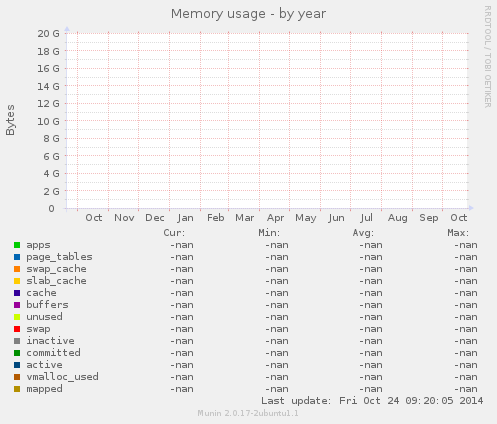 Memory usage - by year
RRDTOOL / TOBI OETIKER
Bytes
20 G
18 G
16 G
14 G
12 G
10 G
8 G
6 G
4 G
2 G
0
Oct Nov Dec Jan Feb Mar Apr May Jun Jul Aug Sep Oct
Cur: Min: Avg: Max:
apps -nan -nan -nan -nan
page_tables -nan -nan -nan -nan
swap_cache -nan -nan -nan -nan
slab_cache -nan -nan -nan -nan
cache -nan -nan -nan -nan
buffers -nan -nan -nan -nan
unused -nan -nan -nan -nan
swap -nan -nan -nan -nan
inactive -nan -nan -nan -nan
committed -nan -nan -nan -nan
active -nan -nan -nan -nan
vmalloc_used -nan -nan -nan -nan
mapped -nan -nan -nan -nan
Last update: Fri Oct 24 09:20:05 2014
Munin 2.0.17-2ubuntu1.1